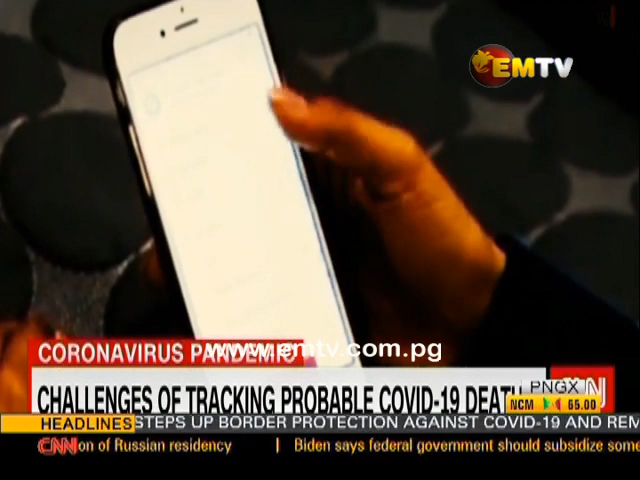 EMTV
CORONAVIRUS PANDEMIC
www.emtv.com.pg
CHALLENGES OF TRACKING PROBABLE COVID-19 DEATH
PNGX
NCM 65.00
HEADLINES STEPS UP BORDER PROTECTION AGAINST COVID-19 AND REM
CNN on of Russian residency | Biden says federal government should subsidize some